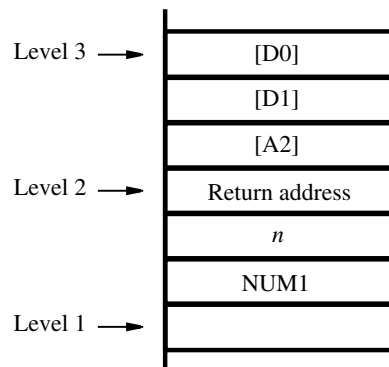 Level 3 [D0]
[D1]
[A2]
Level 2 Return address
n
NUM1
Level 1